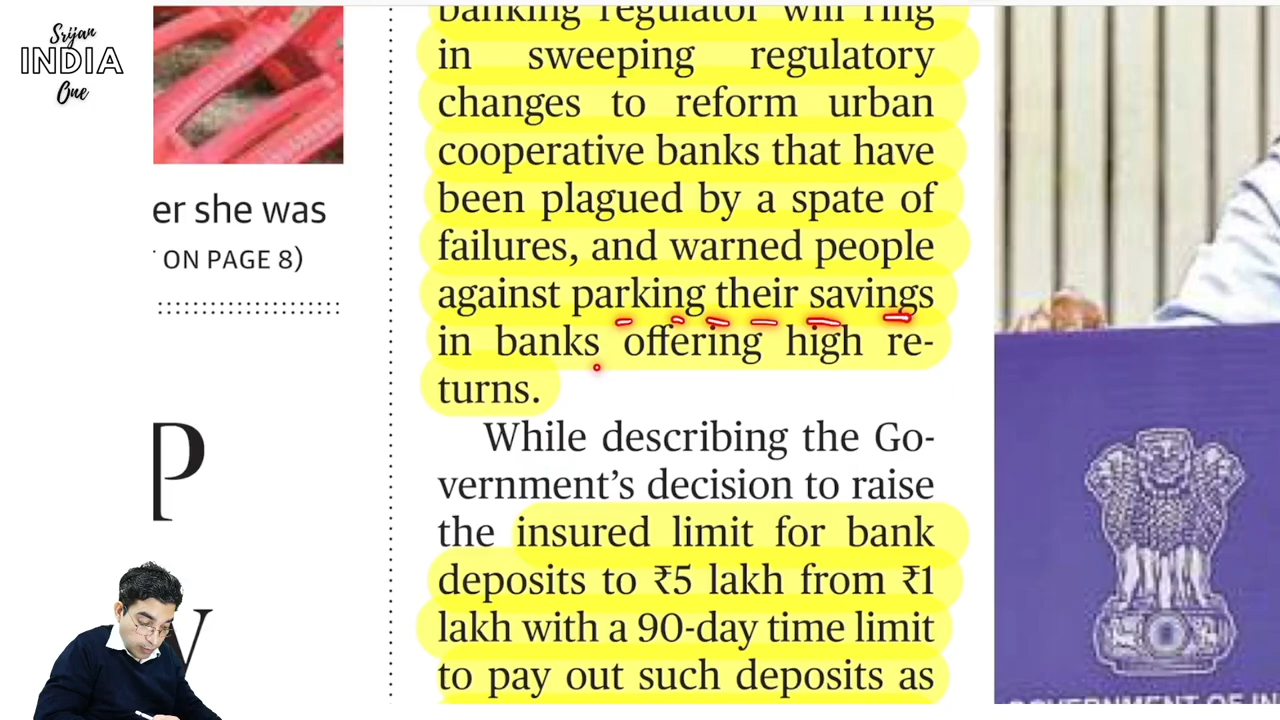 Srijan
INDIA
One
er she was
ON PAGE 8)
P
banking regulator will ring
in sweeping regulatory
changes to reform urban
cooperative banks that have
been plagued by a spate of
failures, and warned people
against parking their savings
in banks offering high re-
turns.
While describing the Go-
vernment’s decision to raise
the insured limit for bank
deposits to ₹5 lakh from ₹1
lakh with a 90-day time limit
to pay out such deposits as